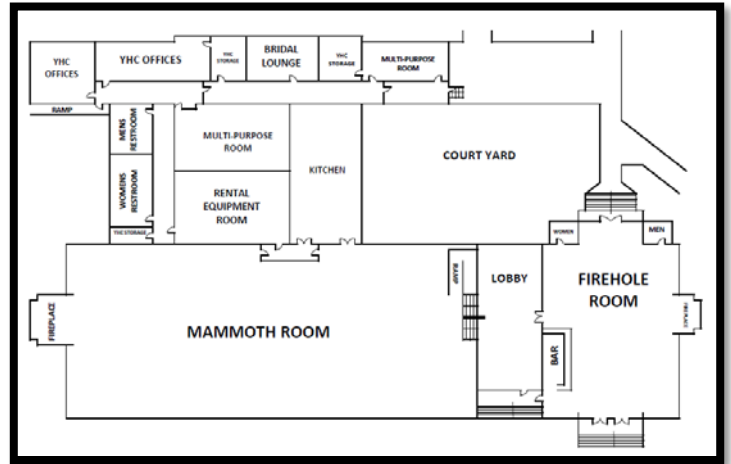 YHC
OFFICES
YHC OFFICES
YHC
STORAGE
BRIDAL
LOUNGE
YHC
STORAGE
MULTI-PURPOSE
ROOM
RAMP
MENS
RESTROOM
MULTI-PURPOSE
ROOM
KITCHEN
COURT YARD
WOMENS
RESTROOM
RENTAL
EQUIPMENT
ROOM
YHC STORAGE
WOMEN
MEN
RAMP
LOBBY
FIREHOLE
ROOM
FIREPLACE
MAMMOTH ROOM
FIREPLACE
BAR